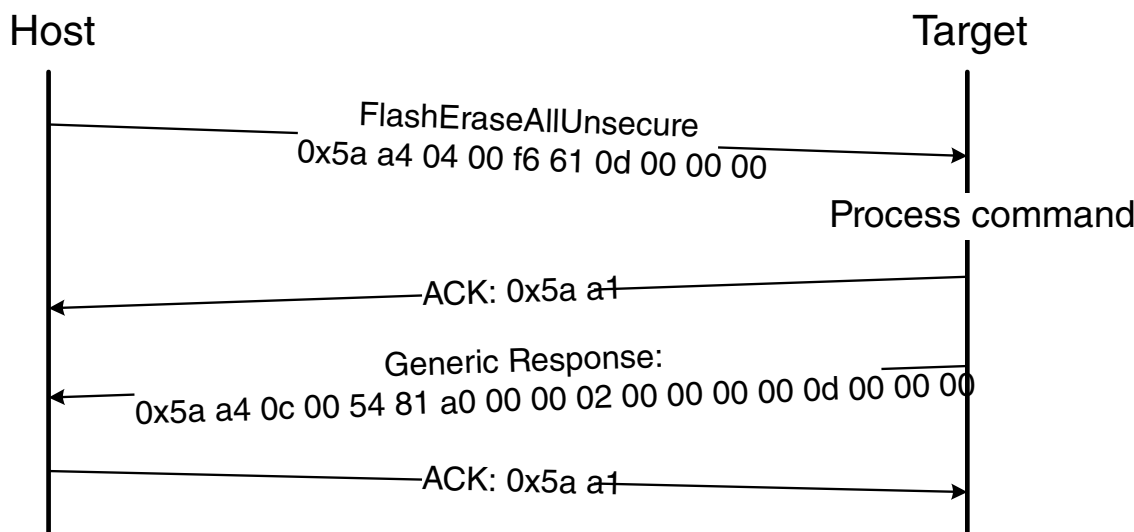 Host
Target
FlashEraseAllUnsecure
0x5a a4 04 00 f6 61 0d 00 00 00
Process command
ACK: 0x5a a1
Generic Response:
0x5a a4 0c 00 54 81 a0 00 00 02 00 00 00 00 0d 00 00 00
ACK: 0x5a a1